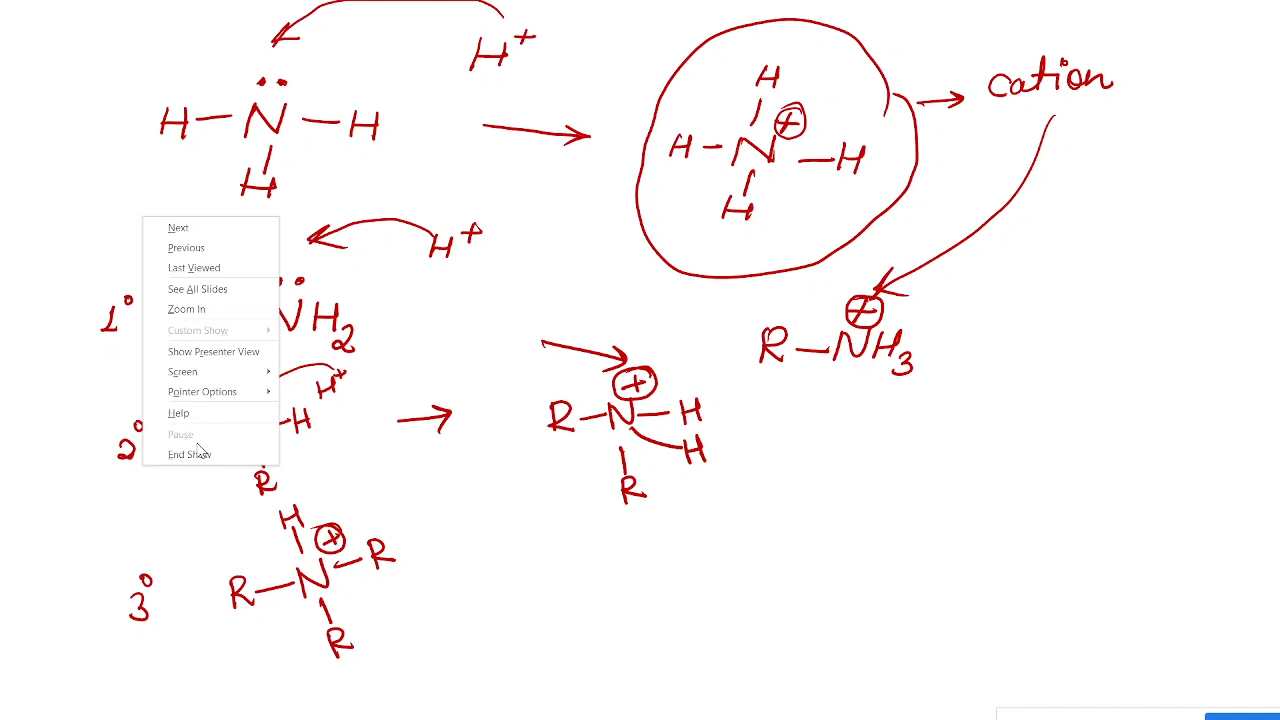 H⁺
cation
H
H — N̈ — H
H
→
H — N⊕ — H
H
H⁺
Next
Previous
Last Viewed
See All Slides
Zoom In
Custom Show
Show Presenter View
Screen
Pointer Options
Help
Pause
End Show
1°
NH₂
R — N⊕H₃
H⁺
2°
H
→
R — N⊕ — H
H
R
R
H
3°
R — N⊕ — R
R